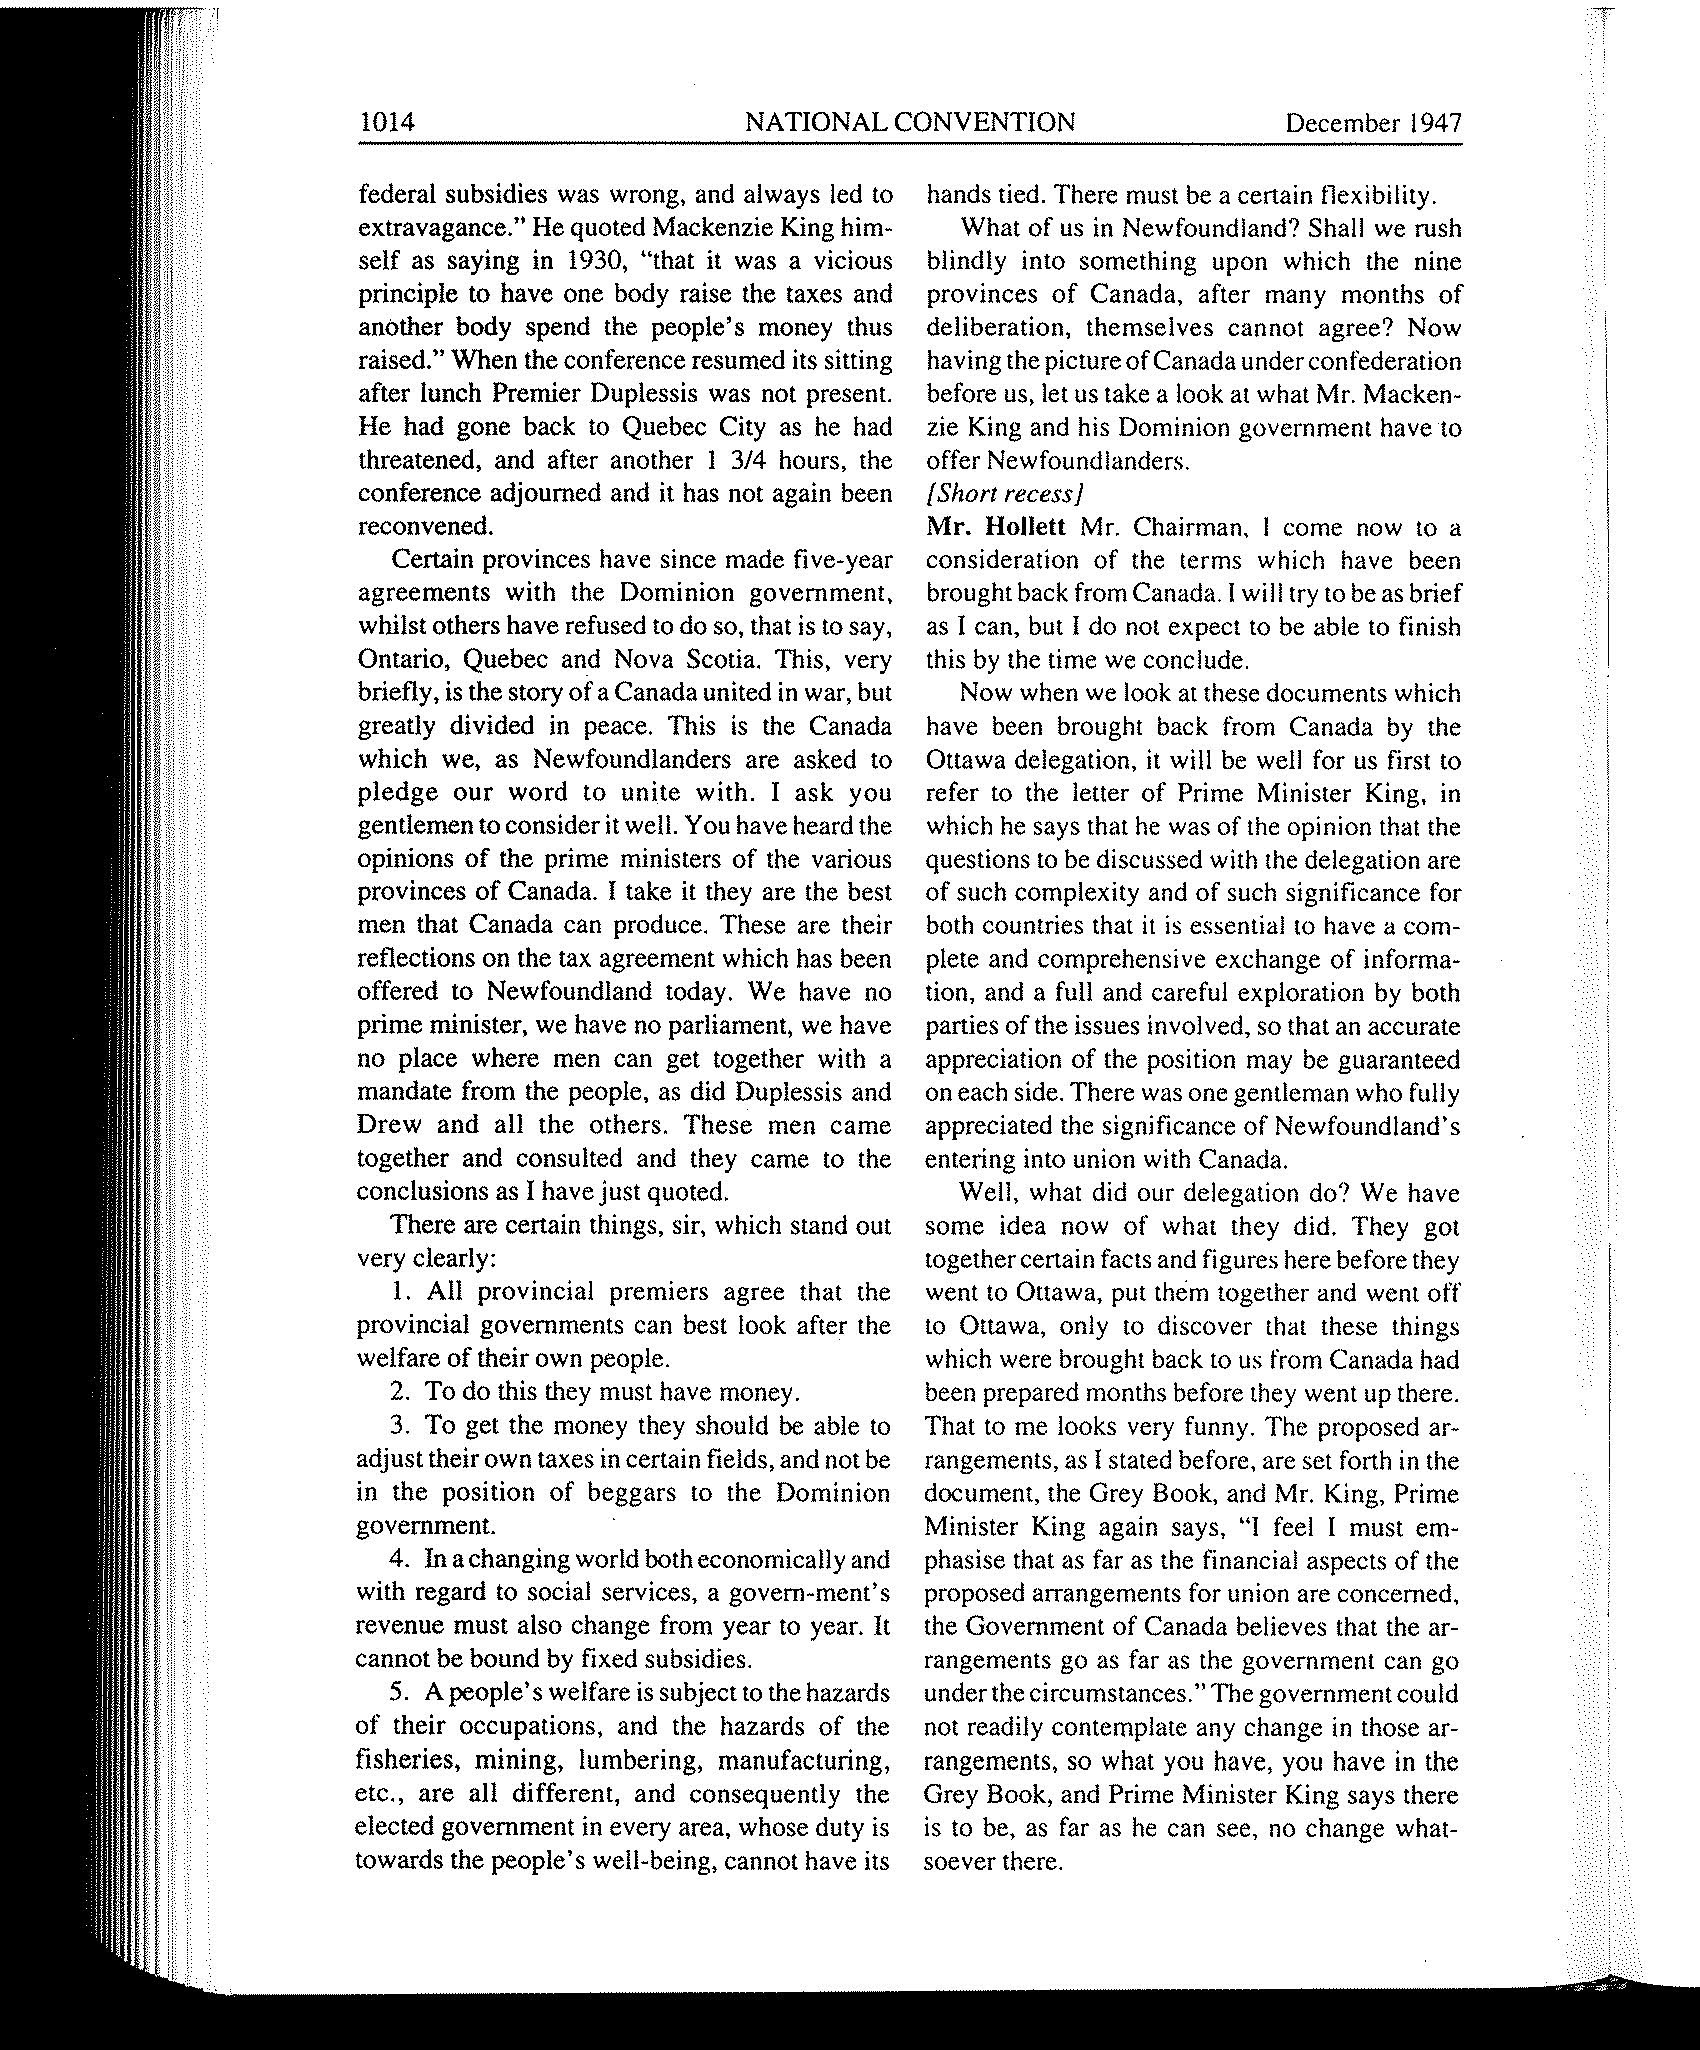 1014 NATIONAL CONVENTION December 1947
federal subsidies was wrong, and always led to
extravagance.” He quoted Mackenzie King him-
self as saying in 1930, “that it was a vicious
principle to have one body raise the taxes and
another body spend the people’s money thus
raised.” When the conference resumed its sitting
after lunch Premier Duplessis was not present.
He had gone back to Quebec City as he had
threatened, and after another 1 3/4 hours, the
conference adjourned and it has not again been
reconvened.
Certain provinces have since made five-year
agreements with the Dominion government,
whilst others have refused to do so, that is to say,
Ontario, Quebec and Nova Scotia. This, very
briefly, is the story of a Canada united in war, but
greatly divided in peace. This is the Canada
which we, as Newfoundlanders are asked to
pledge our word to unite with. I ask you
gentlemen to consider it well. You have heard the
opinions of the prime ministers of the various
provinces of Canada. I take it they are the best
men that Canada can produce. These are their
reflections on the tax agreement which has been
offered to Newfoundland today. We have no
prime minister, we have no parliament, we have
no place where men can get together with a
mandate from the people, as did Duplessis and
Drew and all the others. These men came
together and consulted and they came to the
conclusions as I have just quoted.
There are certain things, sir, which stand out
very clearly:
1. All provincial premiers agree that the
provincial governments can best look after the
welfare of their own people.
2. To do this they must have money.
3. To get the money they should be able to
adjust their own taxes in certain fields, and not be
in the position of beggars to the Dominion
government.
4. In a changing world both economically and
with regard to social services, a govern-ment’s
revenue must also change from year to year. It
cannot be bound by fixed subsidies.
5. A people’s welfare is subject to the hazards
of their occupations, and the hazards of the
fisheries, mining, lumbering, manufacturing,
etc., are all different, and consequently the
elected government in every area, whose duty is
towards the people’s well-being, cannot have its
hands tied. There must be a certain flexibility.
What of us in Newfoundland? Shall we rush
blindly into something upon which the nine
provinces of Canada, after many months of
deliberation, themselves cannot agree? Now
having the picture of Canada under confederation
before us, let us take a look at what Mr. Macken-
zie King and his Dominion government have to
offer Newfoundlanders.
[Short recess]
Mr. Hollett Mr. Chairman, I come now to a
consideration of the terms which have been
brought back from Canada. I will try to be as brief
as I can, but I do not expect to be able to finish
this by the time we conclude.
Now when we look at these documents which
have been brought back from Canada by the
Ottawa delegation, it will be well for us first to
refer to the letter of Prime Minister King, in
which he says that he was of the opinion that the
questions to be discussed with the delegation are
of such complexity and of such significance for
both countries that it is essential to have a com-
plete and comprehensive exchange of informa-
tion, and a full and careful exploration by both
parties of the issues involved, so that an accurate
appreciation of the position may be guaranteed
on each side. There was one gentleman who fully
appreciated the significance of Newfoundland’s
entering into union with Canada.
Well, what did our delegation do? We have
some idea now of what they did. They got
together certain facts and figures here before they
went to Ottawa, put them together and went off
to Ottawa, only to discover that these things
which were brought back to us from Canada had
been prepared months before they went up there.
That to me looks very funny. The proposed ar-
rangements, as I stated before, are set forth in the
document, the Grey Book, and Mr. King, Prime
Minister King again says, “I feel I must em-
phasise that as far as the financial aspects of the
proposed arrangements for union are concerned,
the Government of Canada believes that the ar-
rangements go as far as the government can go
under the circumstances.” The government could
not readily contemplate any change in those ar-
rangements, so what you have, you have in the
Grey Book, and Prime Minister King says there
is to be, as far as he can see, no change what-
soever there.